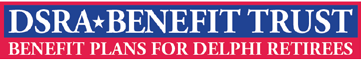 DSRA★BENEFIT TRUST
BENEFIT PLANS FOR DELPHI RETIREES